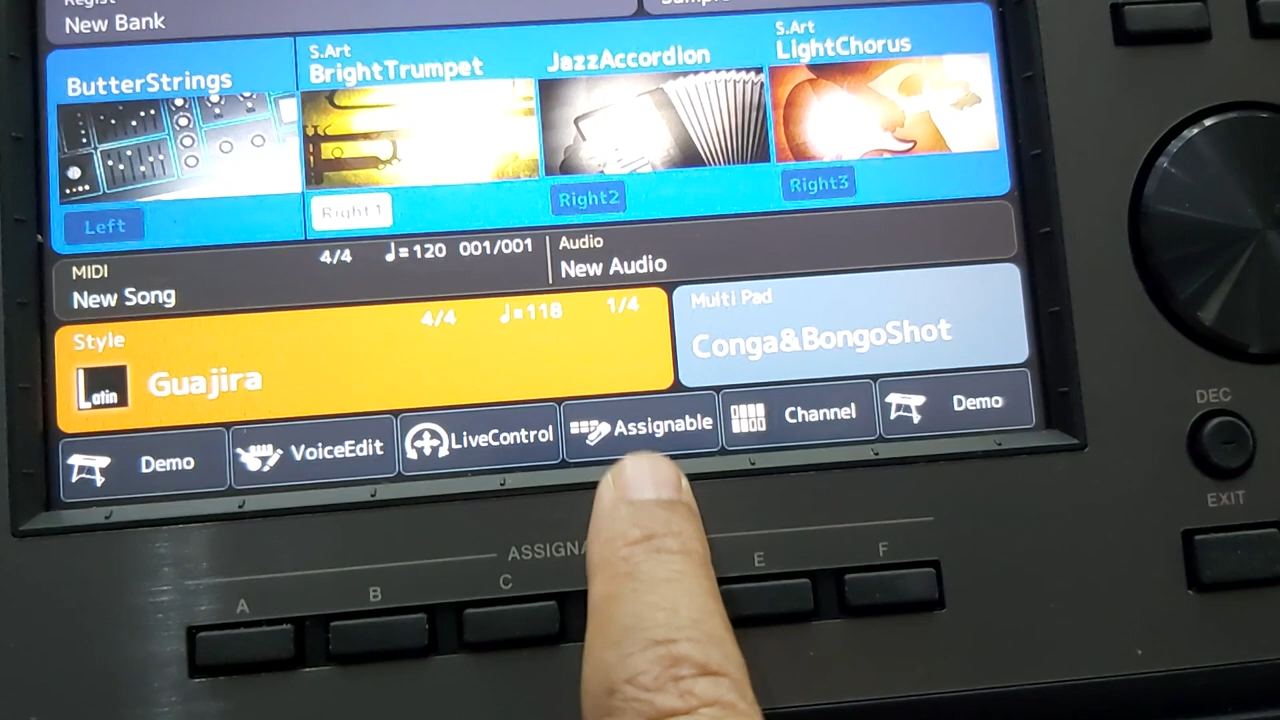 New Bank
ButterStrings
S.Art
BrightTrumpet
JazzAccordion
S.Art
LightChorus
Left
Right1
Right2
Right3
MIDI
4/4
♩=120
001/001
New Song
Audio
New Audio
Style
4/4
♩=118
1/4
Latin
Guajira
Multi Pad
Conga&BongoShot
Demo
VoiceEdit
LiveControl
Assignable
Channel
Demo
DEC
-
EXIT
A
B
C
E
F